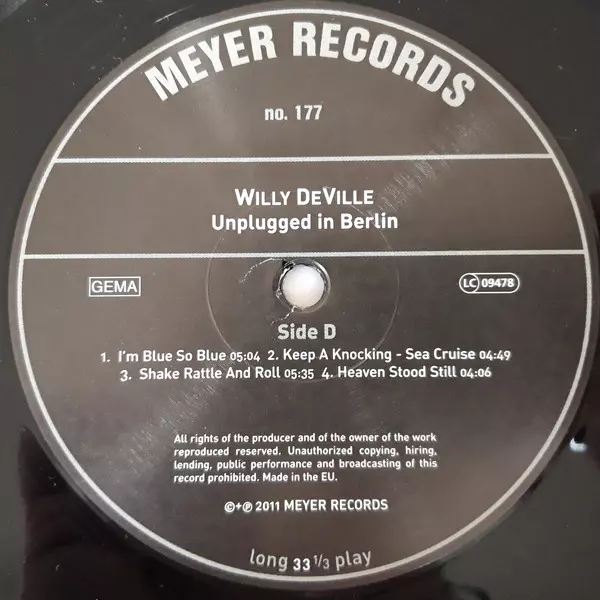 MEYER RECORDS
no. 177
WILLY DEVILLE
Unplugged in Berlin
GEMA
LC 09478
Side D
1. I'm Blue So Blue 05:04 2. Keep A Knocking - Sea Cruise 04:49
3. Shake Rattle And Roll 05:35 4. Heaven Stood Still 04:06
All rights of the producer and of the owner of the work
reproduced reserved. Unauthorized copying, hiring,
lending, public performance and broadcasting of this
record prohibited. Made in the EU.
©+℗ 2011 MEYER RECORDS
long 33 1/3 play